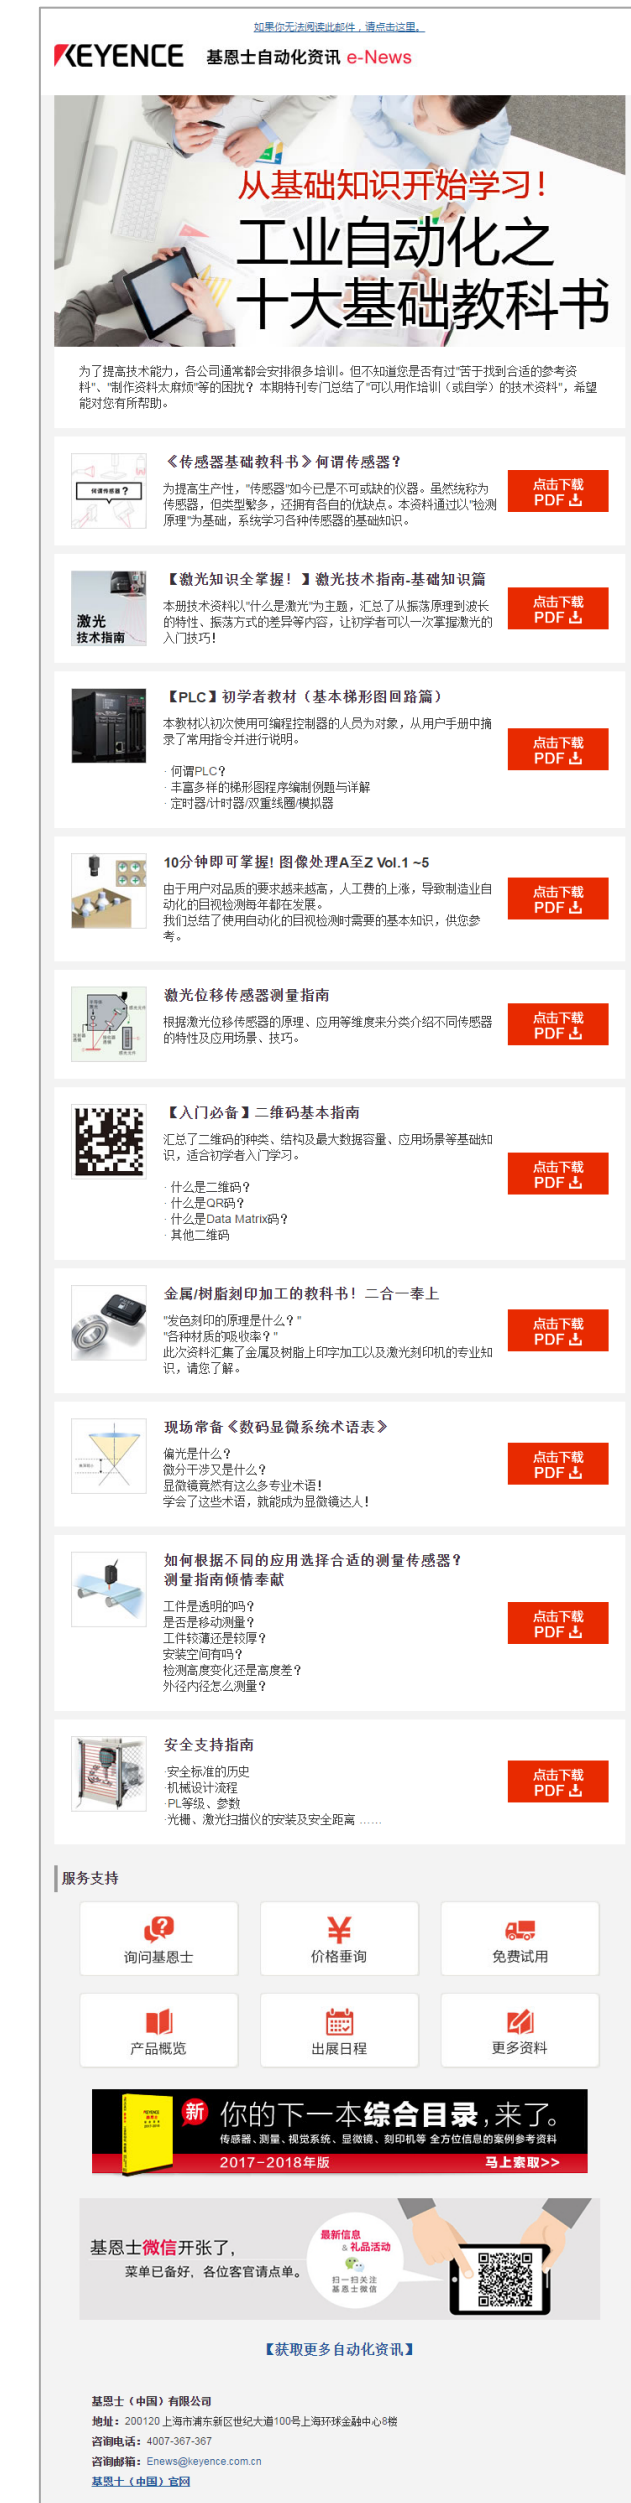 如果你无法阅读此邮件，请点击这里。
KEYENCE 基恩士自动化资讯 e-News
从基础知识开始学习!
工业自动化之
十大基础教科书
为了提高技术能力，各公司通常都会安排很多培训。但不知道您是否有过"苦于找到合适的参考资
料"、"制作资料太麻烦"等的困扰？本期特刊专门总结了"可以用作培训（或自学）的技术资料"，希望
能对您有所帮助。
何谓传感器？
《传感器基础教科书》何谓传感器？
为提高生产性，"传感器"如今已是不可或缺的仪器。虽然统称为
传感器，但类型繁多，还拥有各自的优缺点。本资料通过以"检测
原理"为基础，系统学习各种传感器的基础知识。
点击下载
PDF
激光
技术指南
【激光知识全掌握！】激光技术指南-基础知识篇
本册技术资料以"什么是激光"为主题，汇总了从振荡原理到波长
的特性、振荡方式的差异等内容，让初学者可以一次掌握激光的
入门技巧！
点击下载
PDF
【PLC】初学者教材（基本梯形图回路篇）
本教材以初次使用可编程控制器的人员为对象，从用户手册中摘
录了常用指令并进行说明。
· 何谓PLC？
· 丰富多样的梯形图程序编制例题与详解
· 定时器/计时器/双重线圈/模拟器
点击下载
PDF
10分钟即可掌握! 图像处理A至Z Vol.1 ~5
由于用户对品质的要求越来越高，人工费的上涨，导致制造业自
动化的目视检测每年都在发展。
我们总结了使用自动化的目视检测时需要的基本知识，供您参
考。
点击下载
PDF
激光位移传感器测量指南
根据激光位移传感器的原理、应用等维度来分类介绍不同传感器
的特性及应用场景、技巧。
点击下载
PDF
【入门必备】二维码基本指南
汇总了二维码的种类、结构及最大数据容量、应用场景等基础知
识，适合初学者入门学习。
· 什么是二维码？
· 什么是QR码？
· 什么是Data Matrix码？
· 其他二维码
点击下载
PDF
金属/树脂刻印加工的教科书！二合一奉上
"发色刻印的原理是什么？"
"各种材质的吸收率？"
此次资料汇集了金属及树脂上印字加工以及激光刻印机的专业知
识，请您了解。
点击下载
PDF
现场常备《数码显微系统术语表》
偏光是什么？
微分干涉又是什么？
显微镜竟然有这么多专业术语！
学会了这些术语，就能成为显微镜达人！
点击下载
PDF
如何根据不同的应用选择合适的测量传感器？
测量指南倾情奉献
工件是透明的吗？
是否是移动测量？
工件较薄还是较厚？
安装空间有吗？
检测高度变化还是高度差？
外径内径怎么测量？
点击下载
PDF
安全支持指南
·安全标准的历史
·机械设计流程
·PL等级、参数
·光栅、激光扫描仪的安装及安全距离 ……
点击下载
PDF
服务支持
询问基恩士 价格垂询 免费试用
产品概览 出展日程 更多资料
新 你的下一本综合目录,来了。
传感器、测量、视觉系统、显微镜、刻印机等 全方位信息的案例参考资料
2017-2018年版 马上索取>>
基恩士微信开张了，
菜单已备好，各位客官请点单。
最新信息
& 礼品活动
扫一扫关注
基恩士微信
【获取更多自动化资讯】
基恩士（中国）有限公司
地址：200120 上海市浦东新区世纪大道100号上海环球金融中心8楼
咨询电话：4007-367-367
咨询邮箱：Enews@keyence.com.cn
基恩士（中国）官网